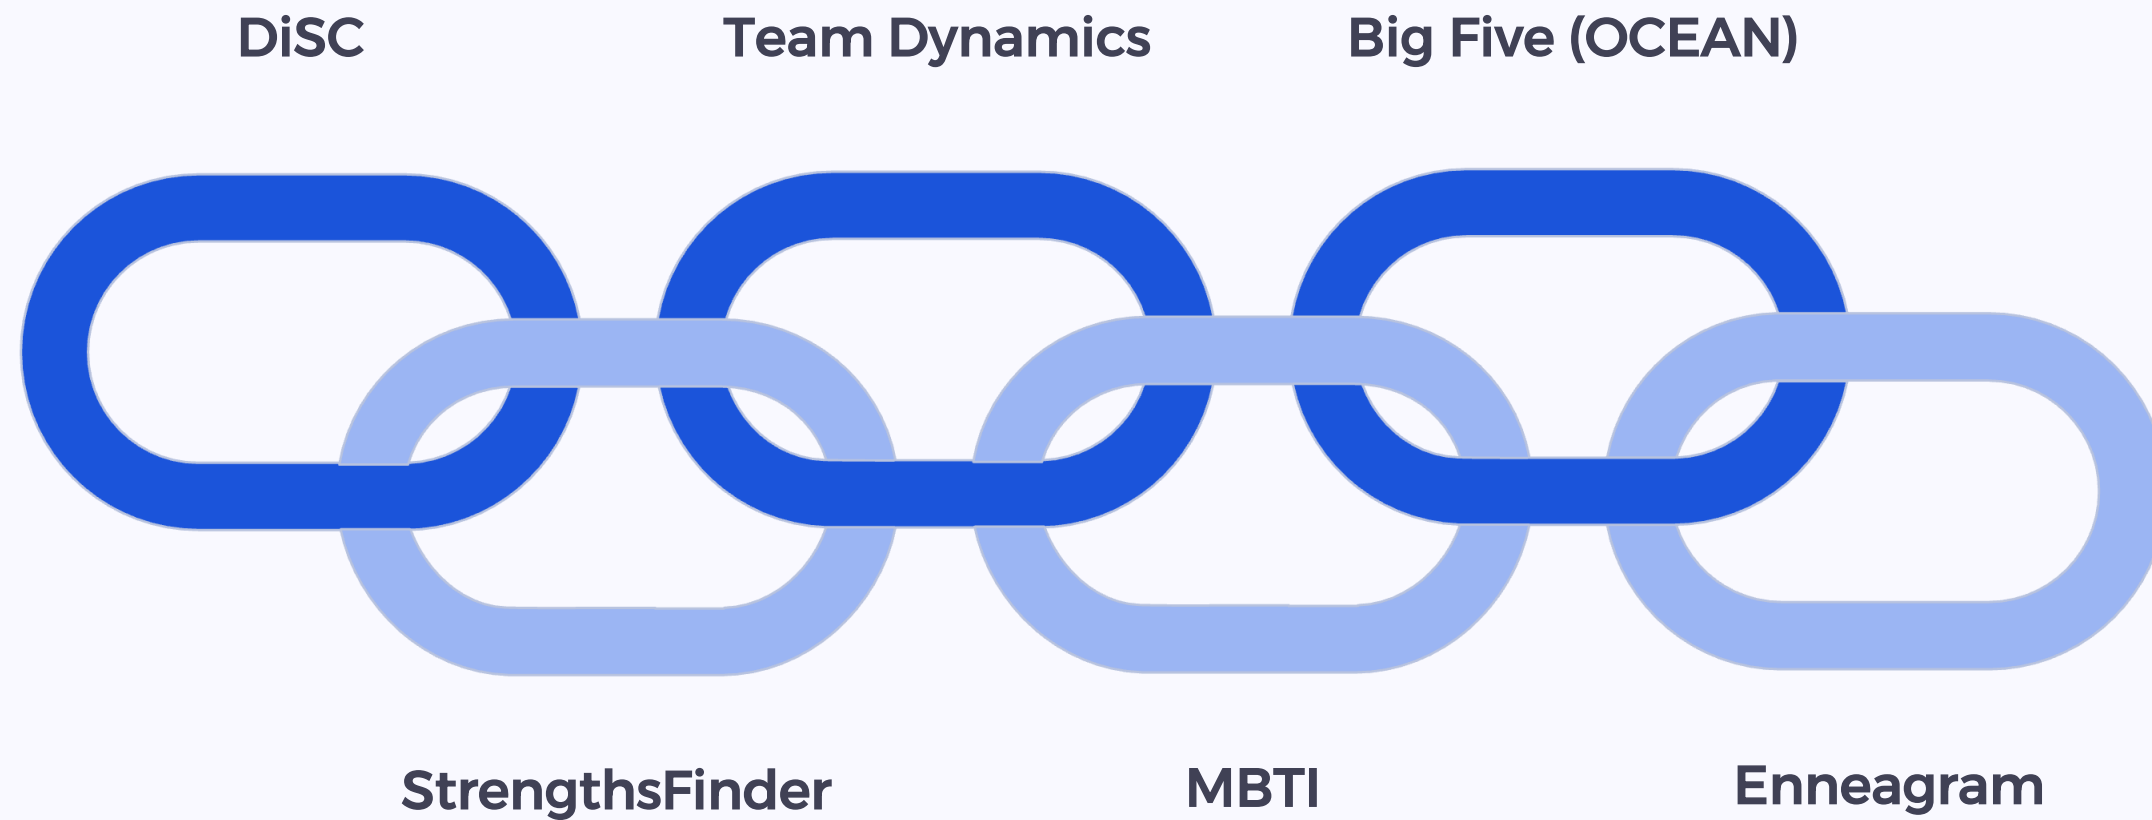 DiSC
Team Dynamics
Big Five (OCEAN)
StrengthsFinder
MBTI
Enneagram